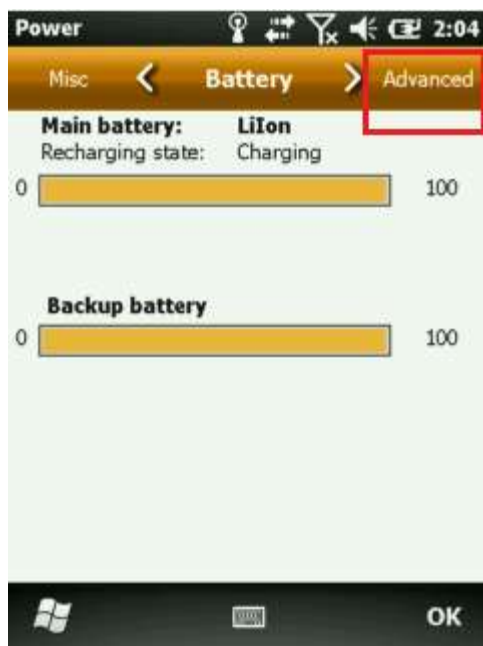 Power 2:04
Misc Battery Advanced
Main battery: LiIon
Recharging state: Charging
0 100
Backup battery
0 100
OK